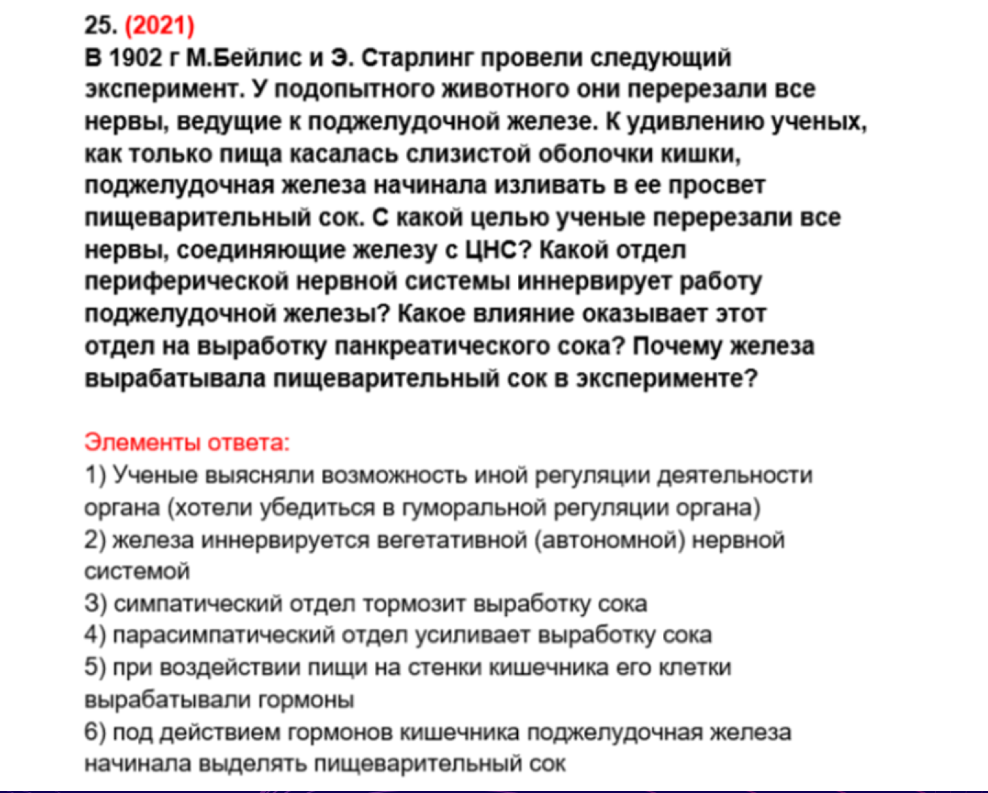 25. (2021)
В 1902 г М.Бейлис и Э. Старлинг провели следующий
эксперимент. У подопытного животного они перерезали все
нервы, ведущие к поджелудочной железе. К удивлению ученых,
как только пища касалась слизистой оболочки кишки,
поджелудочная железа начинала изливать в ее просвет
пищеварительный сок. С какой целью ученые перерезали все
нервы, соединяющие железу с ЦНС? Какой отдел
периферической нервной системы иннервирует работу
поджелудочной железы? Какое влияние оказывает этот
отдел на выработку панкреатического сока? Почему железа
вырабатывала пищеварительный сок в эксперименте?
Элементы ответа:
1) Ученые выясняли возможность иной регуляции деятельности
органа (хотели убедиться в гуморальной регуляции органа)
2) железа иннервируется вегетативной (автономной) нервной
системой
3) симпатический отдел тормозит выработку сока
4) парасимпатический отдел усиливает выработку сока
5) при воздействии пищи на стенки кишечника его клетки
вырабатывали гормоны
6) под действием гормонов кишечника поджелудочная железа
начинала выделять пищеварительный сок